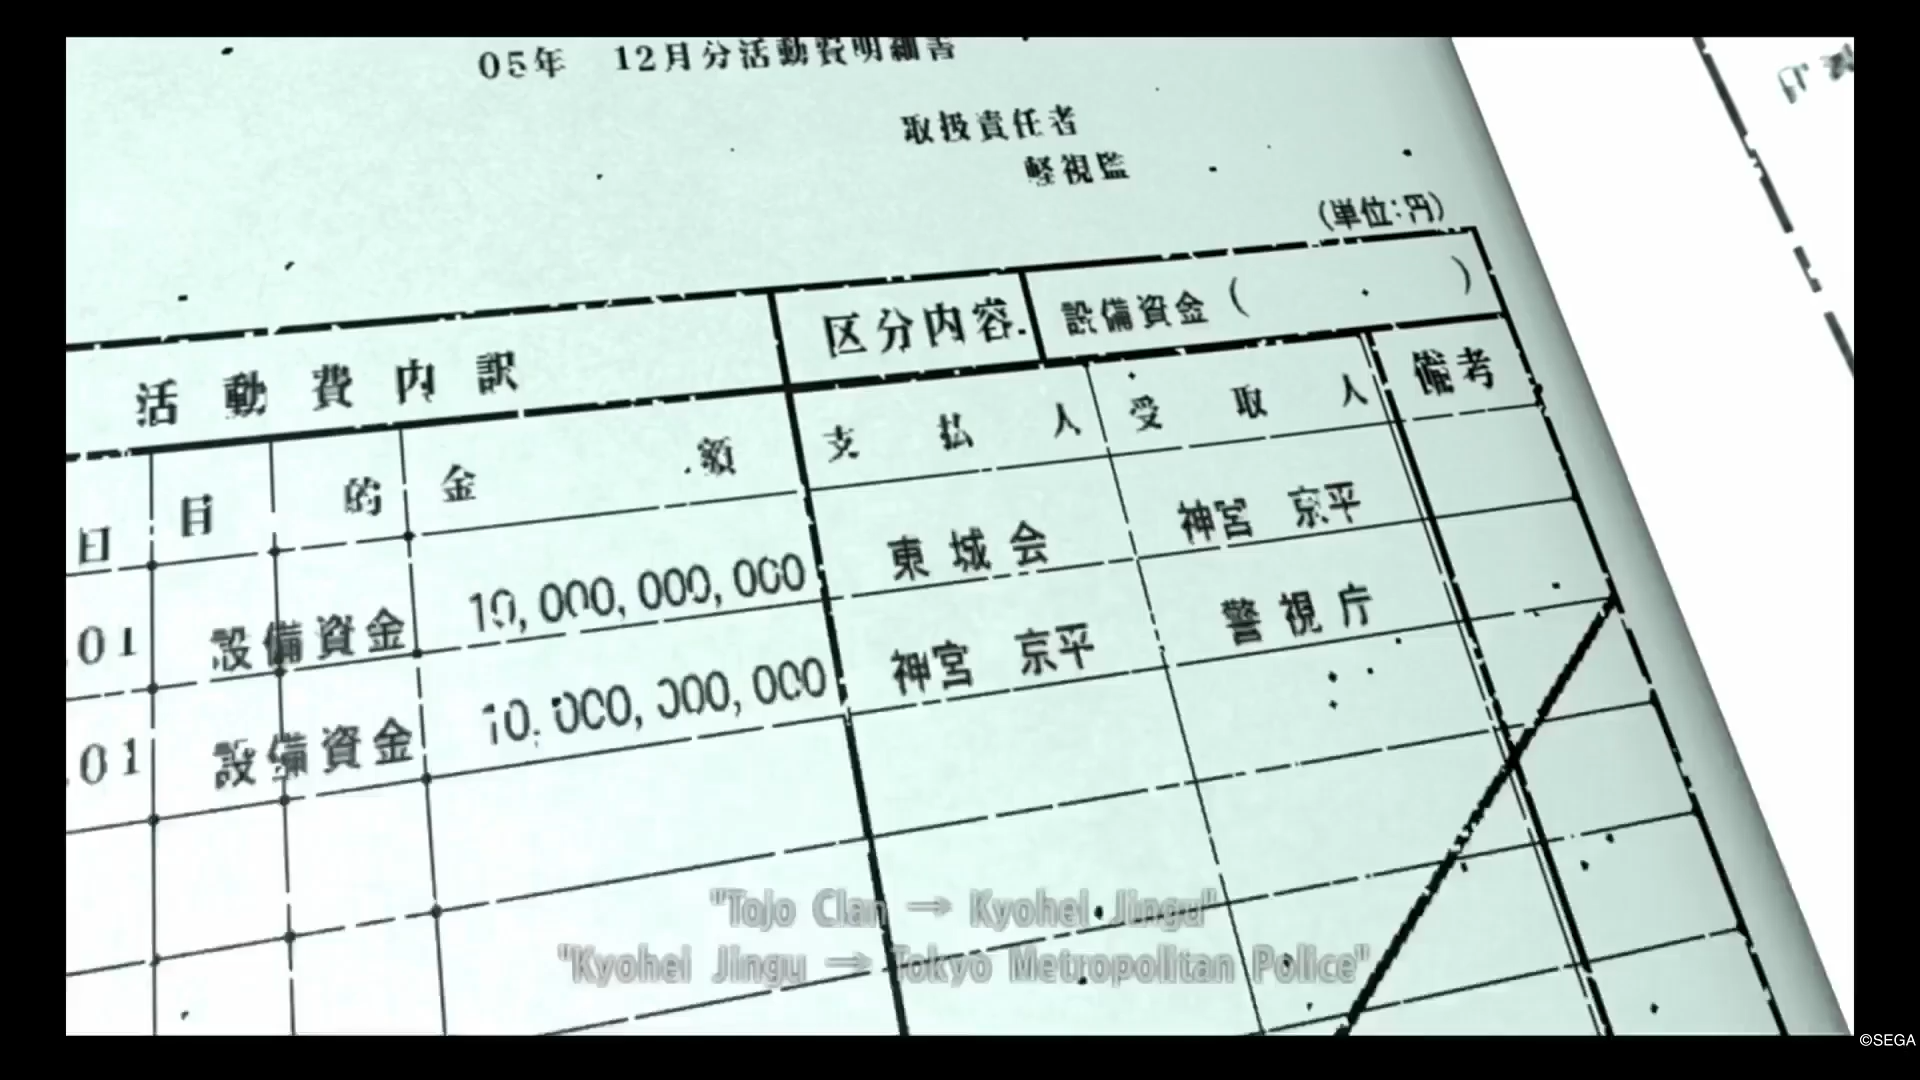 05年 12月分活動費明細書
取扱責任者
軽視監
(単位:円)
活動費内訳 区分内容 設備資金( )
日 目的 金額 支払人 受取人 備考
.01 設備資金 10,000,000,000 東城会 神宮 京平
.01 設備資金 10,000,000,000 神宮 京平 警視庁
"Tojo Clan → Kyohei Jingu"
"Kyohei Jingu → Tokyo Metropolitan Police"
©SEGA